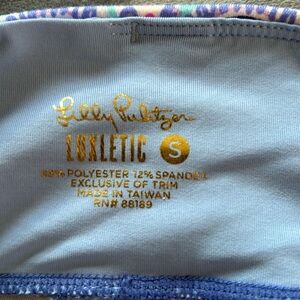 Lilly Pulitzer
LUXLETIC S
88% POLYESTER 12% SPANDEX
EXCLUSIVE OF TRIM
MADE IN TAIWAN
RN# 88189